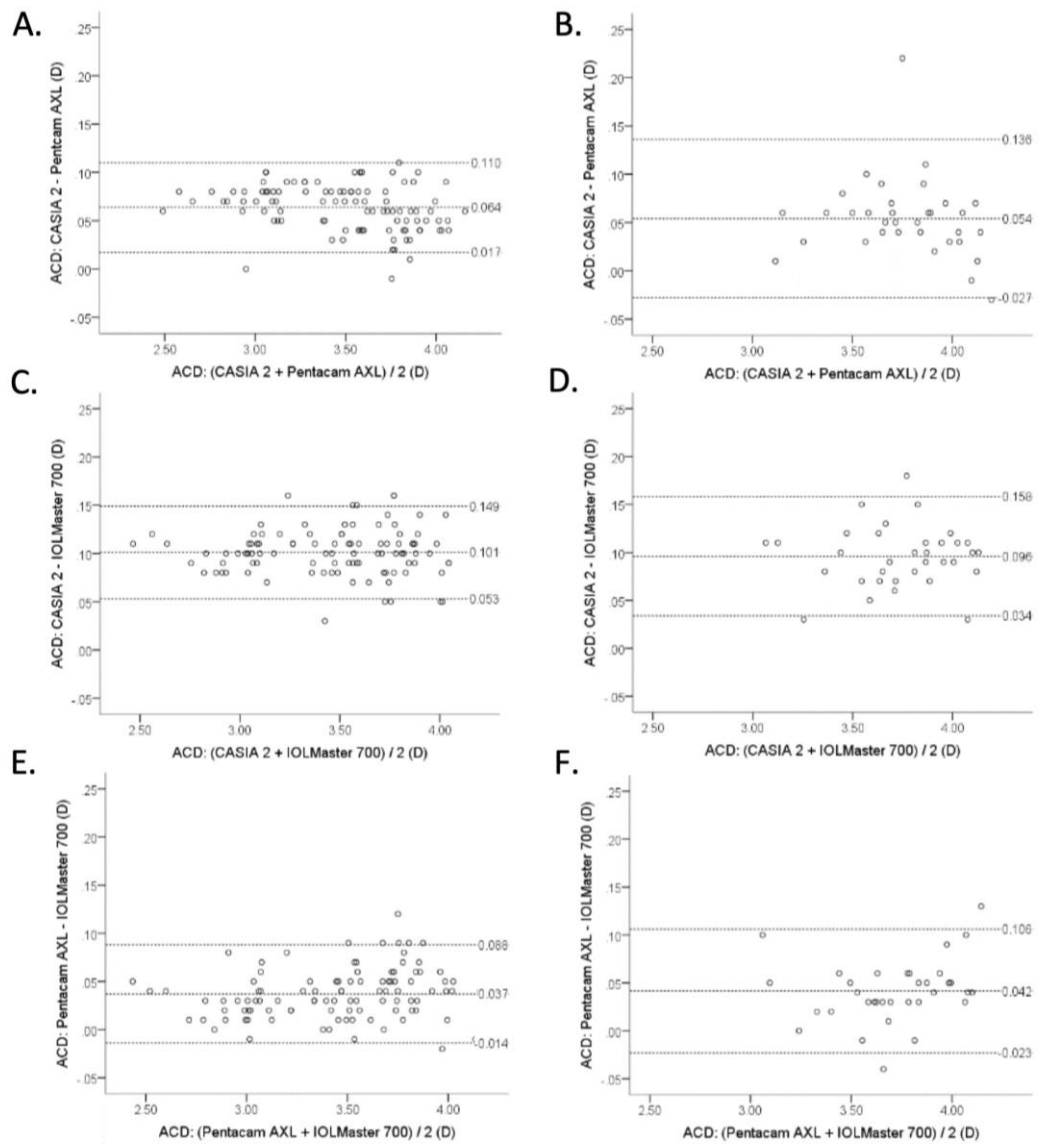 A.
ACD: CASIA 2 - Pentcam AXL (D)
.25
.20
.15
.10
.05
.00
-.05
0.110
0.064
0.017
2.50 3.00 3.50 4.00
ACD: (CASIA 2 + Pentacam AXL) / 2 (D)
B.
ACD: CASIA 2 - Pentacam AXL (D)
.25
.20
.15
.10
.05
.00
-.05
0.136
0.054
-0.027
2.50 3.00 3.50 4.00
ACD: (CASIA 2 + Pentacam AXL) / 2 (D)
C.
ACD: CASIA 2 - IOLMaster 700 (D)
.25
.20
.15
.10
.05
.00
-.05
0.149
0.101
0.053
2.50 3.00 3.50 4.00
ACD: (CASIA 2 + IOLMaster 700) / 2 (D)
D.
ACD: CASIA 2 - IOLMaster 700 (D)
.25
.20
.15
.10
.05
.00
-.05
0.158
0.096
0.034
2.50 3.00 3.50 4.00
ACD: (CASIA 2 + IOLMaster 700) / 2 (D)
E.
ACD: Pentacam AXL - IOLMaster 700 (D)
.25
.20
.15
.10
.05
.00
-.05
0.088
0.037
-0.014
2.50 3.00 3.50 4.00
ACD: (Pentacam AXL + IOLMaster 700) / 2 (D)
F.
ACD: Pentacam AXL - IOLMaster 700 (D)
.25
.20
.15
.10
.05
.00
-.05
0.106
0.042
-0.023
2.50 3.00 3.50 4.00
ACD: (Pentacam AXL + IOLMaster 700) / 2 (D)